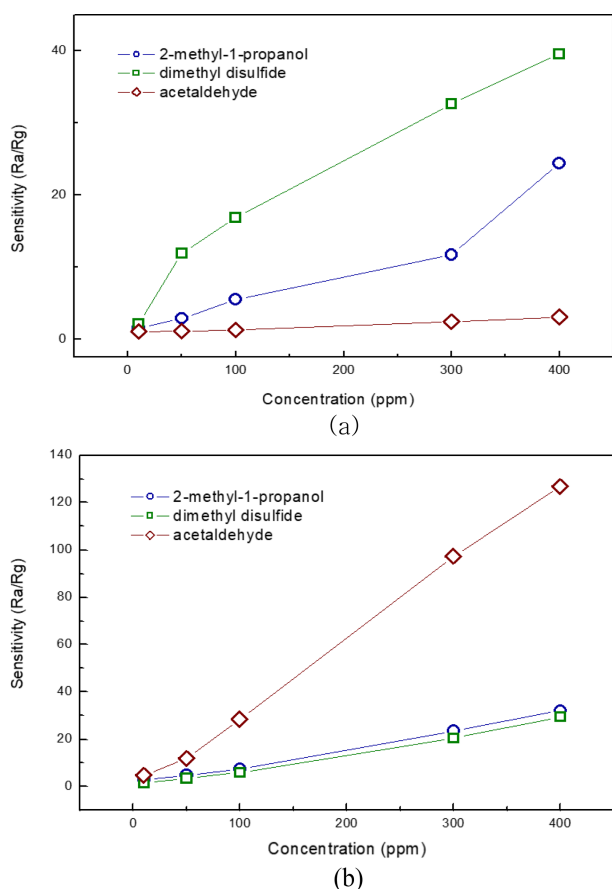 40
2-methyl-1-propanol
dimethyl disulfide
acetaldehyde
Sensitivity (Ra/Rg)
20
0
0 100 200 300 400
Concentration (ppm)
(a)
140
120
2-methyl-1-propanol
dimethyl disulfide
acetaldehyde
100
Sensitivity (Ra/Rg)
80
60
40
20
0
0 100 200 300 400
Concentration (ppm)
(b)